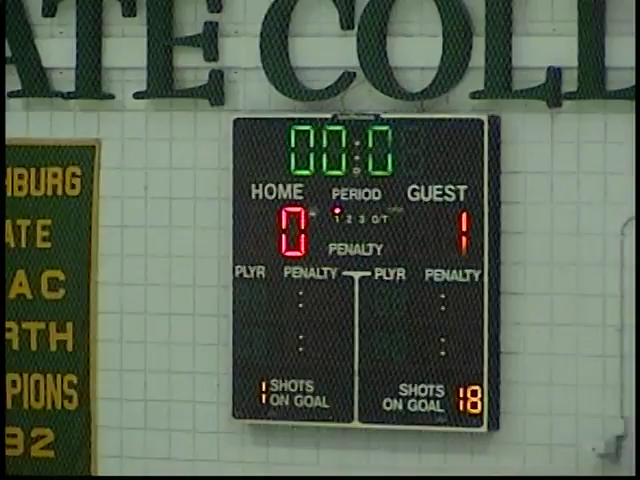 ATE COLL
00:0
HOME PERIOD GUEST
0 1 2 3 O/T 1
PENALTY
PLYR PENALTY PLYR PENALTY
1 SHOTS ON GOAL SHOTS ON GOAL 18
HBURG
ATE
AC
RTH
PIONS
92